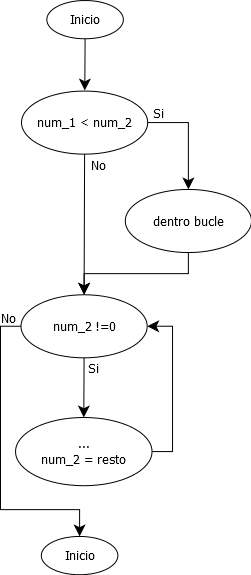 Inicio
num_1 < num_2
Si
No
dentro bucle
No
num_2 !=0
Si
...
num_2 = resto
Inicio